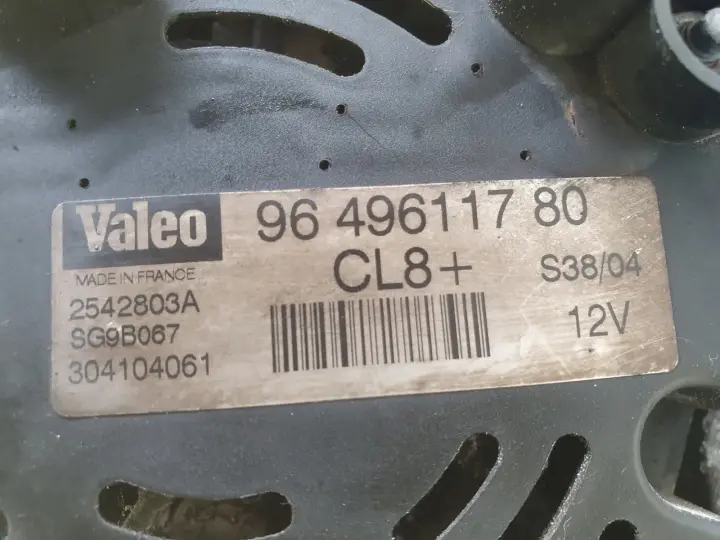 Valeo 96 496117 80
MADE IN FRANCE CL8+ S38/04
2542803A
SG9B067 12V
304104061